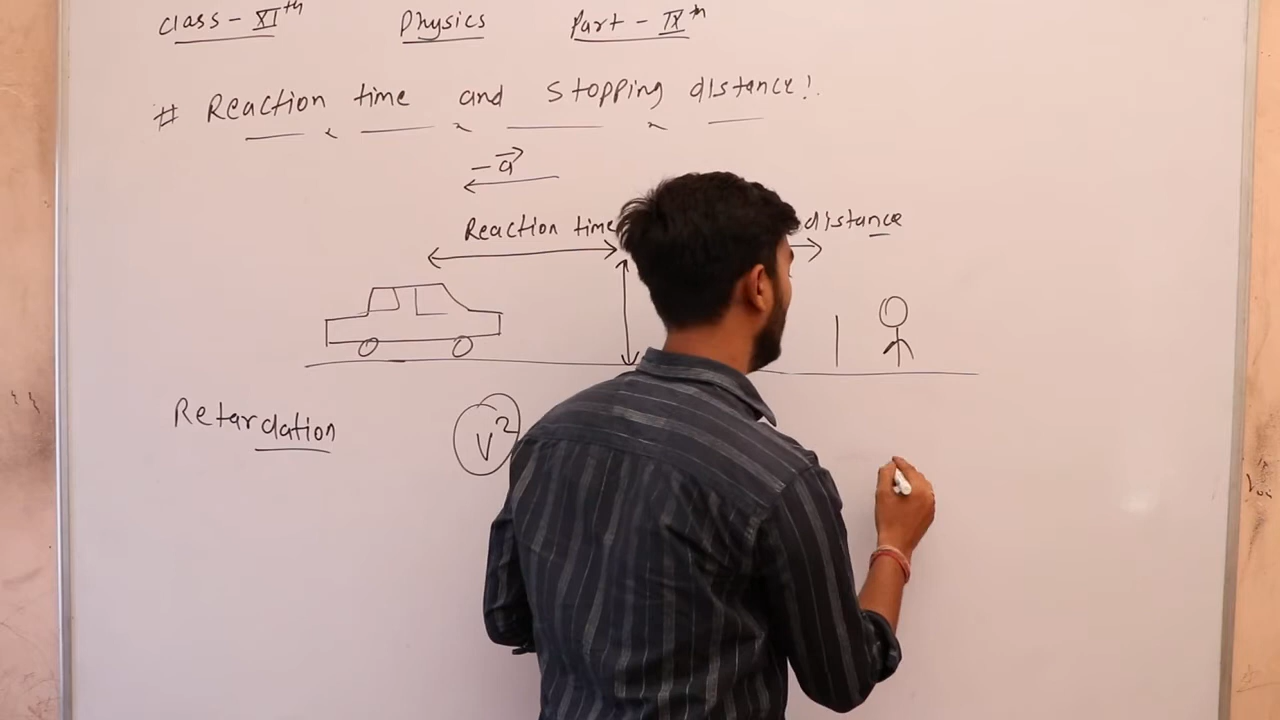 Class - XIth Physics Part - IXth
# Reaction time and stopping distance!
-a
Reaction time distance
Retardation V²